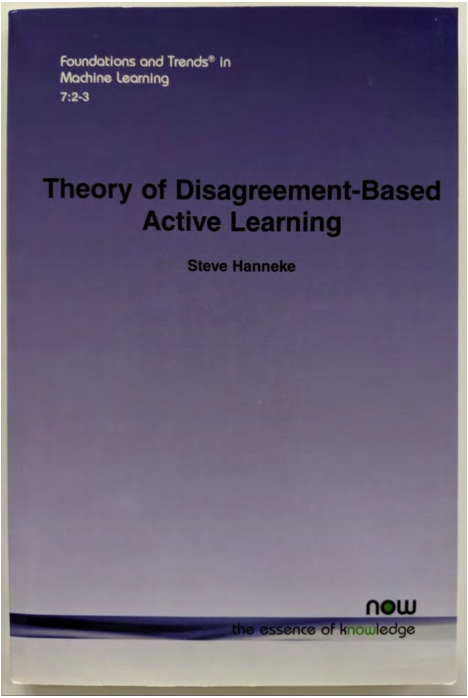 Foundations and Trends® in
Machine Learning
7:2-3
Theory of Disagreement-Based
Active Learning
Steve Hanneke
now
the essence of knowledge